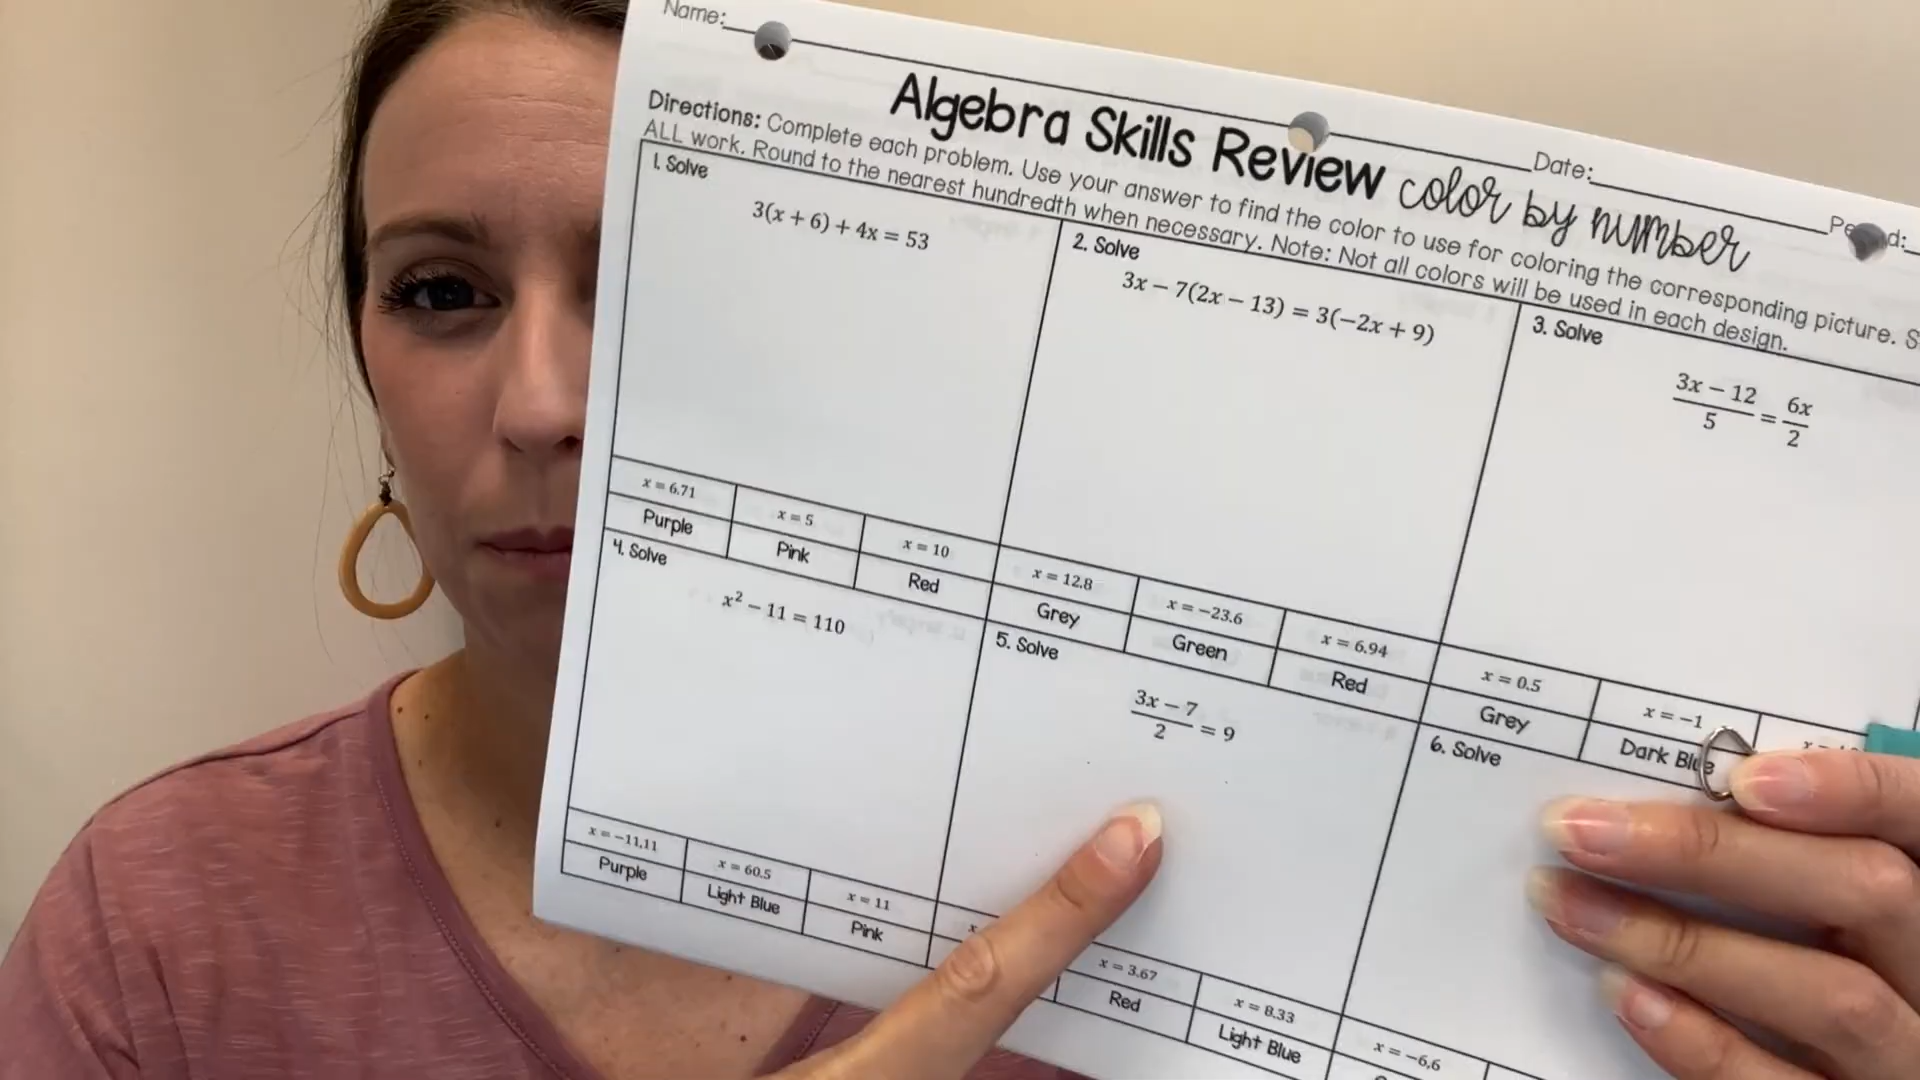 Name:
Date:
Algebra Skills Review color by number
Directions: Complete each problem. Use your answer to find the color to use for coloring the corresponding picture.
ALL work. Round to the nearest hundredth when necessary. Note: Not all colors will be used in each design.
1. Solve
3(x + 6) + 4x = 53
x = 6.71
x = 5
x = 10
Purple
Pink
Red
2. Solve
3x − 7(2x − 13) = 3(−2x + 9)
x = 12.8
x = −23.6
x = 6.94
Grey
Green
Red
3. Solve
3x − 12
5
=
6x
2
x = 0.5
x = −1
Grey
Dark Blue
4. Solve
x² − 11 = 110
x = −11,11
x = 60.5
x = 11
Purple
Light Blue
Pink
5. Solve
3x − 7
2
= 9
x = 3.67
x = 8.33
Red
Light Blue
6. Solve
x = −6,6